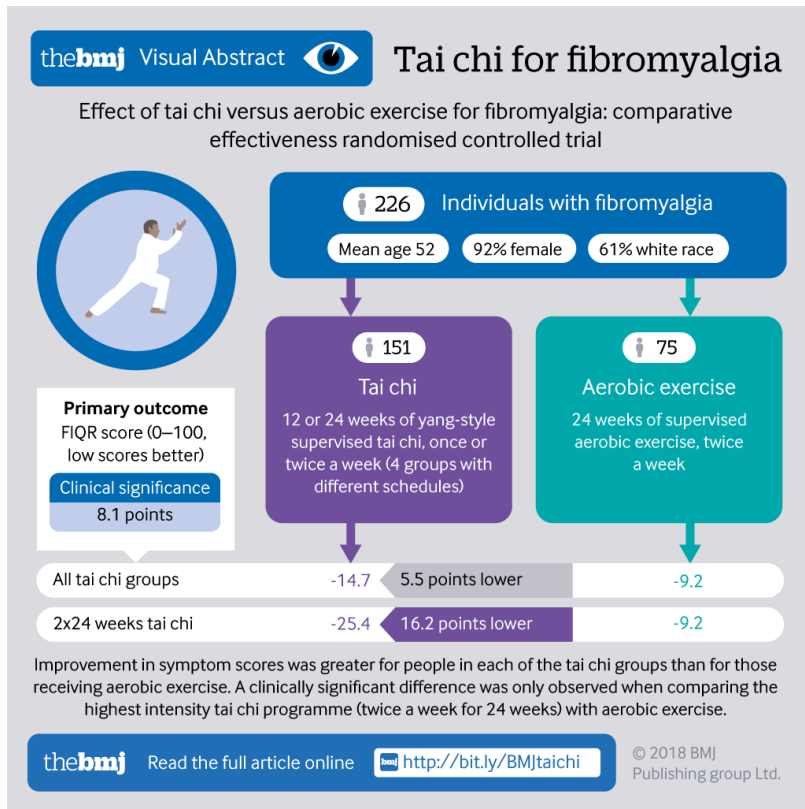 thebmj Visual Abstract
Tai chi for fibromyalgia
Effect of tai chi versus aerobic exercise for fibromyalgia: comparative
effectiveness randomised controlled trial
226 Individuals with fibromyalgia
Mean age 52 92% female 61% white race
151
Tai chi
12 or 24 weeks of yang-style
supervised tai chi, once or
twice a week (4 groups with
different schedules)
75
Aerobic exercise
24 weeks of supervised
aerobic exercise, twice
a week
Primary outcome
FIQR score (0–100,
low scores better)
Clinical significance
8.1 points
All tai chi groups -14.7 5.5 points lower -9.2
2x24 weeks tai chi -25.4 16.2 points lower -9.2
Improvement in symptom scores was greater for people in each of the tai chi groups than for those
receiving aerobic exercise. A clinically significant difference was only observed when comparing the
highest intensity tai chi programme (twice a week for 24 weeks) with aerobic exercise.
thebmj Read the full article online bmj http://bit.ly/BMJtaichi
© 2018 BMJ
Publishing group Ltd.